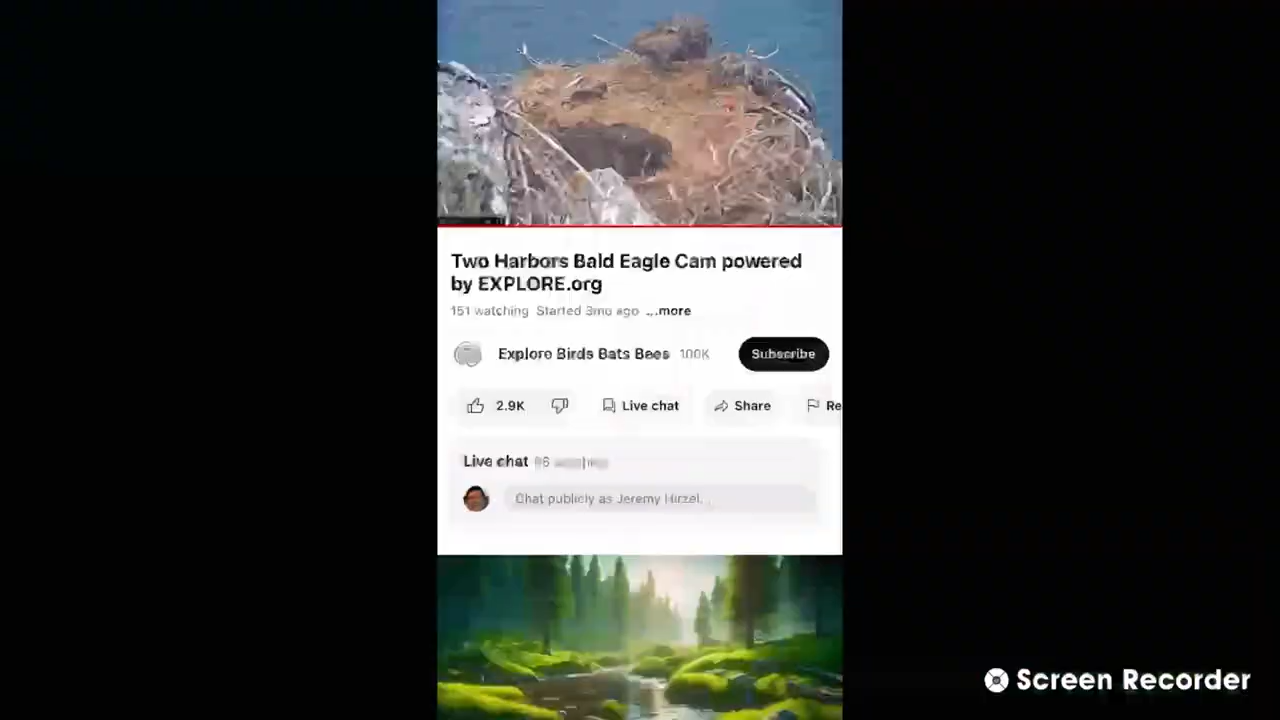 Two Harbors Bald Eagle Cam powered
by EXPLORE.org
151 watching Started 3mo ago ...more
Explore Birds Bats Bees 100K
Subscribe
2.9K
Live chat
Share
Re
Live chat
Chat publicly as Jeremy Hirzel...
Screen Recorder